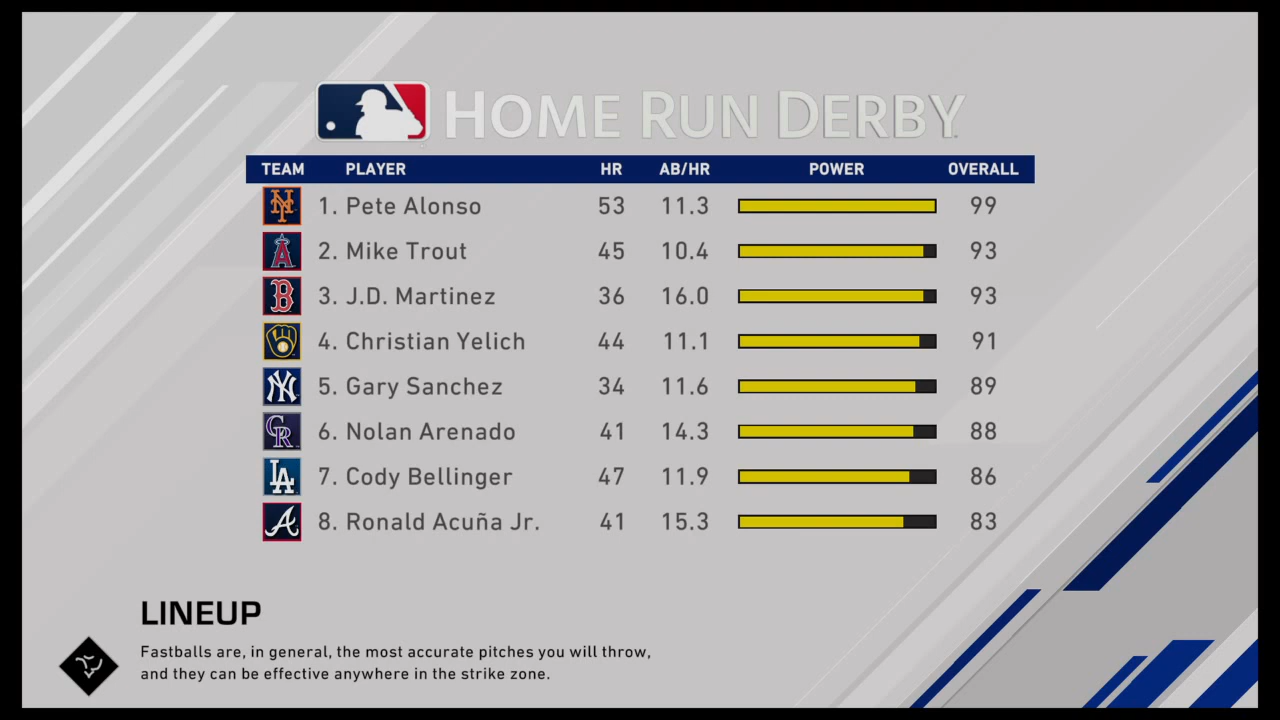 HOME RUN DERBY
TEAM PLAYER HR AB/HR POWER OVERALL
NY 1. Pete Alonso 53 11.3 99
A 2. Mike Trout 45 10.4 93
B 3. J.D. Martinez 36 16.0 93
4. Christian Yelich 44 11.1 91
NY 5. Gary Sanchez 34 11.6 89
CR 6. Nolan Arenado 41 14.3 88
LA 7. Cody Bellinger 47 11.9 86
A 8. Ronald Acuña Jr. 41 15.3 83
LINEUP
Fastballs are, in general, the most accurate pitches you will throw,
and they can be effective anywhere in the strike zone.